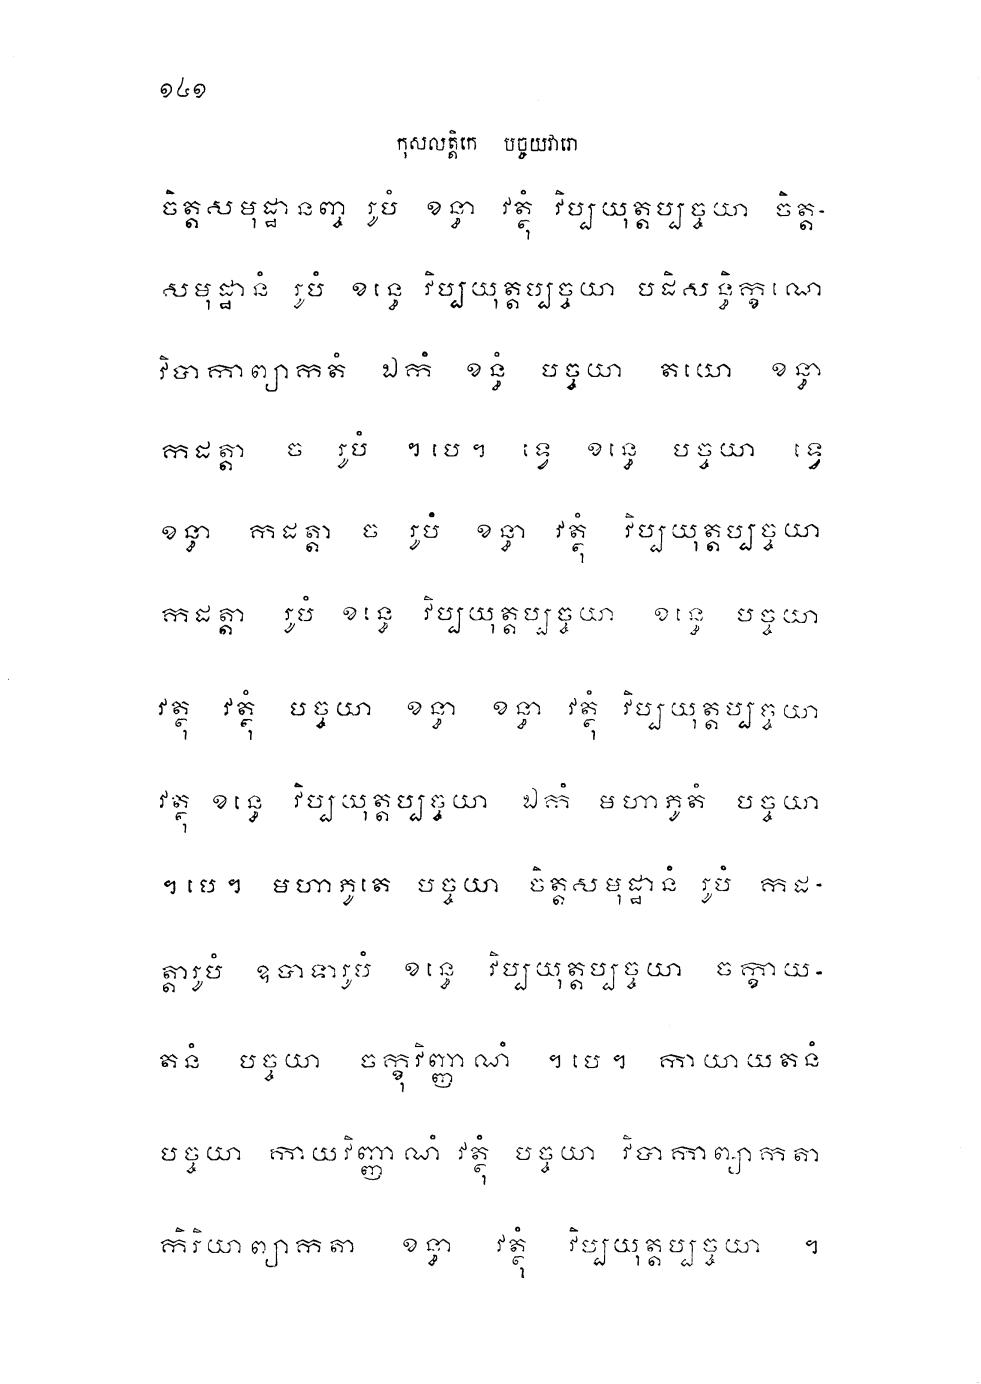 ១៤១
កុសលត្តិកេ បច្ចយវារោ
ចិត្តសមុដ្ឋានញ្ច រូបំ ខន្ធា វត្ថុំ វិប្បយុត្តប្បច្ចយា ចិត្ត-
សមុដ្ឋានំ រូបំ ខន្ធេ វិប្បយុត្តប្បច្ចយា បដិសន្ធិក្ខណេ
វិបាកាព្យាកតំ ឯកំ ខន្ធំ បច្ចយា តយោ ខន្ធា
កដត្តា ច រូបំ ។បេ។ ទ្វេ ខន្ធេ បច្ចយា ទ្វេ
ខន្ធា កដត្តា ច រូបំ ខន្ធា វត្ថុំ វិប្បយុត្តប្បច្ចយា
កដត្តា រូបំ ខន្ធេ វិប្បយុត្តប្បច្ចយា ខន្ធេ បច្ចយា
វត្ថុ វត្ថុំ បច្ចយា ខន្ធា ខន្ធា វត្ថុំ វិប្បយុត្តប្បច្ចយា
វត្ថុ ខន្ធេ វិប្បយុត្តប្បច្ចយា ឯកំ មហាភូតំ បច្ចយា
។បេ។ មហាភូតេ បច្ចយា ចិត្តសមុដ្ឋានំ រូបំ កដ-
ត្តារូបំ ឧបាទារូបំ ខន្ធេ វិប្បយុត្តប្បច្ចយា ចក្ខាយ-
តនំ បច្ចយា ចក្ខុវិញ្ញាណំ ។បេ។ កាយាយតនំ
បច្ចយា កាយវិញ្ញាណំ វត្ថុំ បច្ចយា វិបាកាព្យាកតា
កិរិយាព្យាកតា ខន្ធា វត្ថុំ វិប្បយុត្តប្បច្ចយា ។